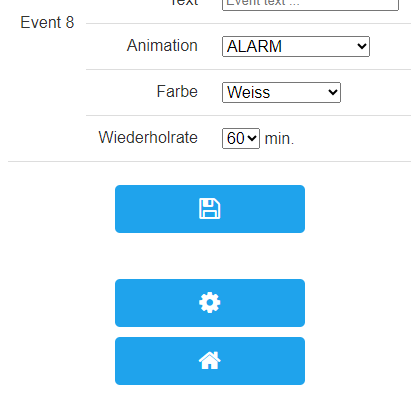 Text Event text ...
Event 8
Animation ALARM
Farbe Weiss
Wiederholrate 60 min.